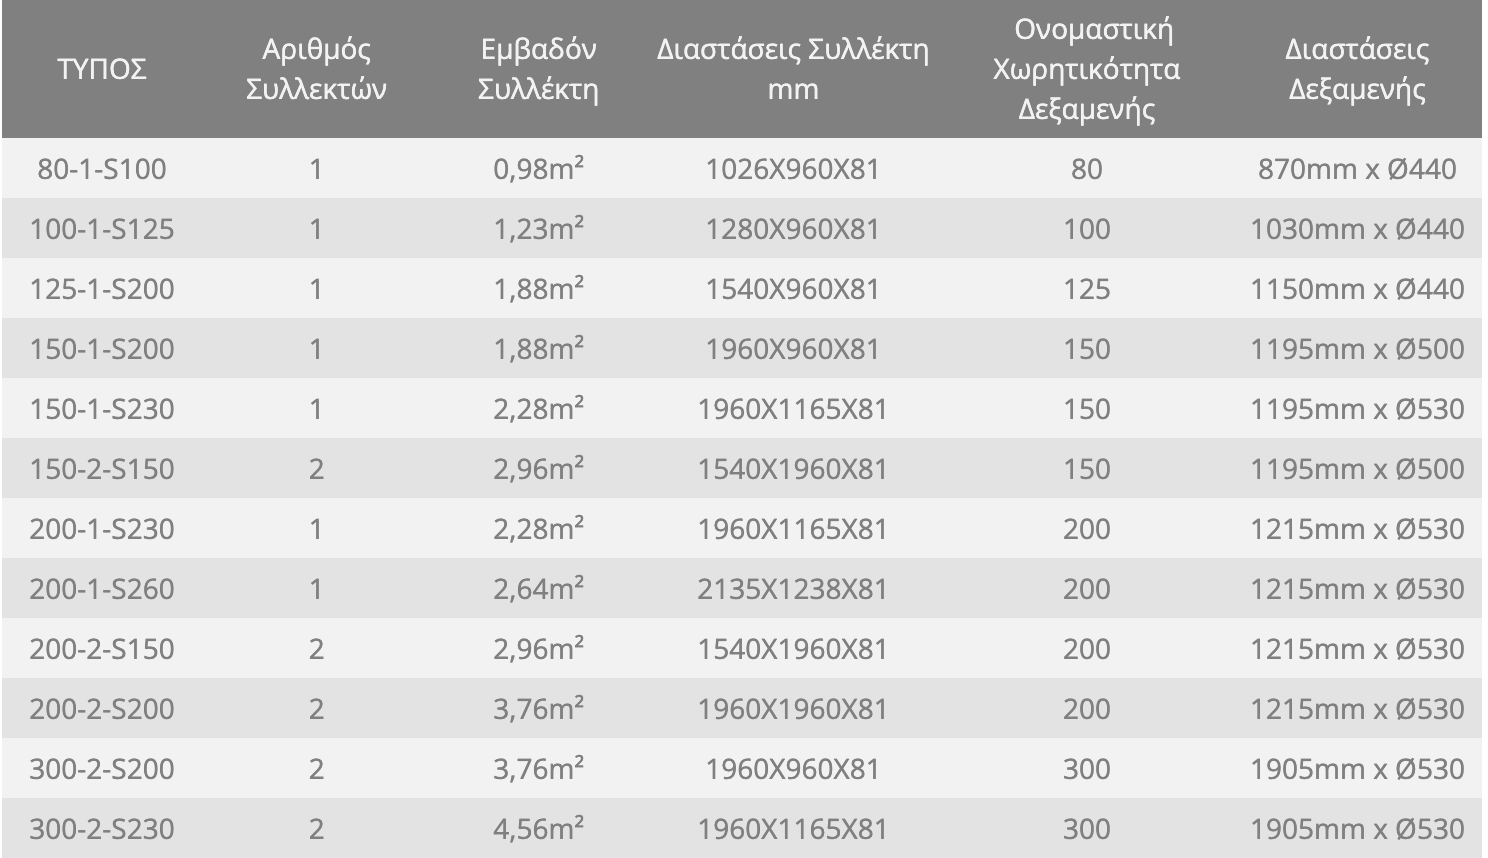 ΤΥΠΟΣ Αριθμός Συλλεκτών Εμβαδόν Συλλέκτη Διαστάσεις Συλλέκτη mm Ονομαστική Χωρητικότητα Δεξαμενής Διαστάσεις Δεξαμενής
80-1-S100 1 0,98m² 1026X960X81 80 870mm x Ø440
100-1-S125 1 1,23m² 1280X960X81 100 1030mm x Ø440
125-1-S200 1 1,88m² 1540X960X81 125 1150mm x Ø440
150-1-S200 1 1,88m² 1960X960X81 150 1195mm x Ø500
150-1-S230 1 2,28m² 1960X1165X81 150 1195mm x Ø530
150-2-S150 2 2,96m² 1540X1960X81 150 1195mm x Ø500
200-1-S230 1 2,28m² 1960X1165X81 200 1215mm x Ø530
200-1-S260 1 2,64m² 2135X1238X81 200 1215mm x Ø530
200-2-S150 2 2,96m² 1540X1960X81 200 1215mm x Ø530
200-2-S200 2 3,76m² 1960X1960X81 200 1215mm x Ø530
300-2-S200 2 3,76m² 1960X960X81 300 1905mm x Ø530
300-2-S230 2 4,56m² 1960X1165X81 300 1905mm x Ø530